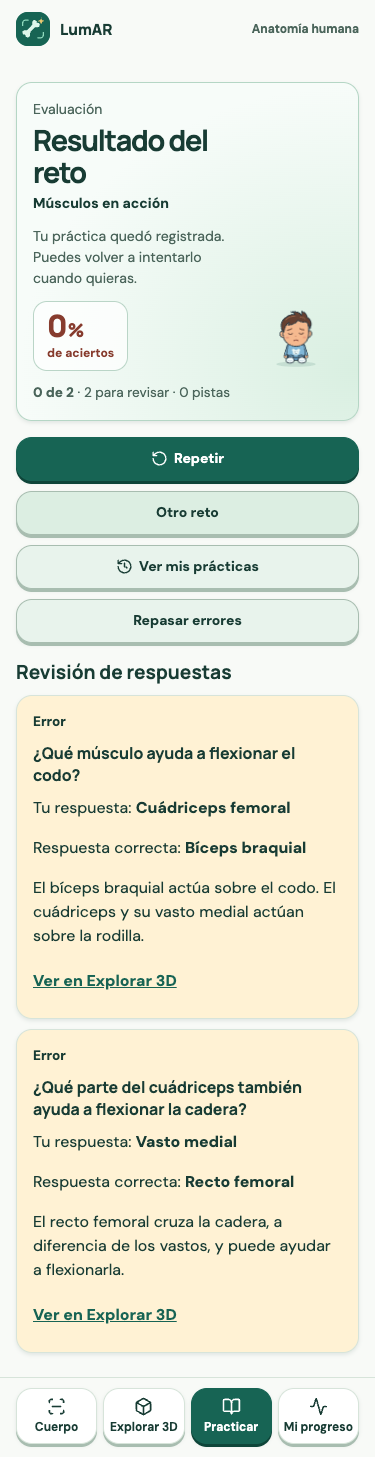 LumAR
Anatomía humana
Evaluación
Resultado del
reto
Músculos en acción
Tu práctica quedó registrada.
Puedes volver a intentarlo
cuando quieras.
0%
de aciertos
0 de 2 · 2 para revisar · 0 pistas
Repetir
Otro reto
Ver mis prácticas
Repasar errores
Revisión de respuestas
Error
¿Qué músculo ayuda a flexionar el
codo?
Tu respuesta: Cuádriceps femoral
Respuesta correcta: Bíceps braquial
El bíceps braquial actúa sobre el codo. El
cuádriceps y su vasto medial actúan
sobre la rodilla.
Ver en Explorar 3D
Error
¿Qué parte del cuádriceps también
ayuda a flexionar la cadera?
Tu respuesta: Vasto medial
Respuesta correcta: Recto femoral
El recto femoral cruza la cadera, a
diferencia de los vastos, y puede ayudar
a flexionarla.
Ver en Explorar 3D
Cuerpo
Explorar 3D
Practicar
Mi progreso